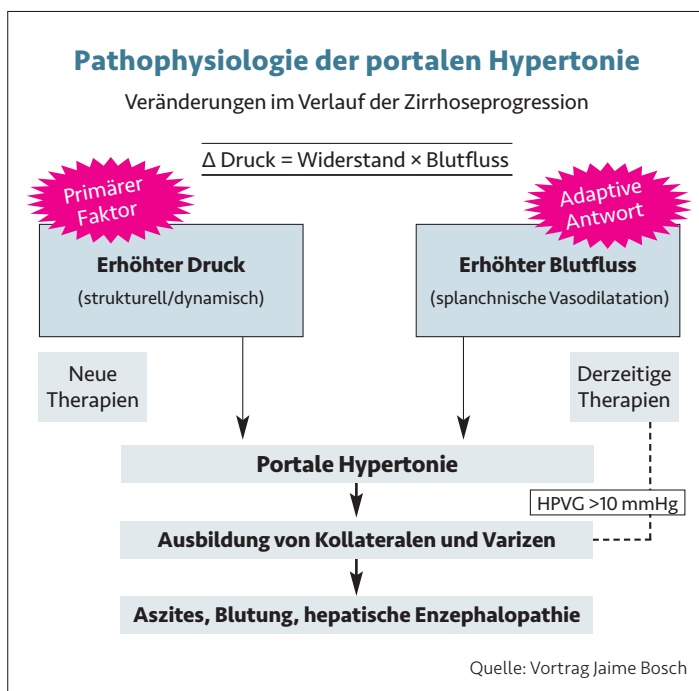 Pathophysiologie der portalen Hypertonie
Veränderungen im Verlauf der Zirrhoseprogression
Δ Druck = Widerstand × Blutfluss
Primärer
Faktor
Adaptive
Antwort
Erhöhter Druck
(strukturell/dynamisch)
Erhöhter Blutfluss
(splanchnische Vasodilatation)
Neue
Therapien
Derzeitige
Therapien
Portale Hypertonie
HPVG >10 mmHg
Ausbildung von Kollateralen und Varizen
Aszites, Blutung, hepatische Enzephalopathie
Quelle: Vortrag Jaime Bosch